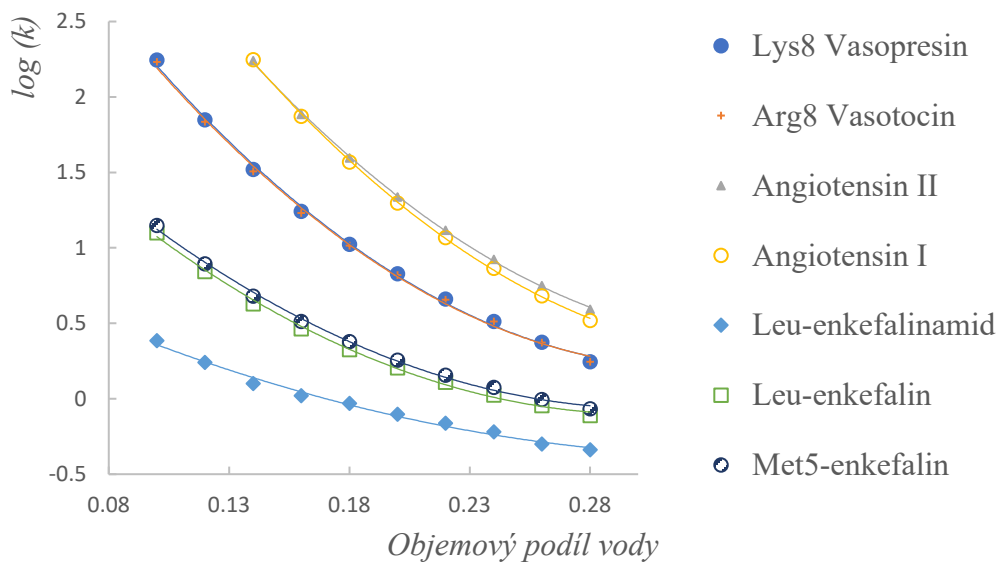 log (k)
2.5
2
1.5
1
0.5
0
-0.5
0.08
0.13
0.18
0.23
0.28
Objemový podíl vody
Lys8 Vasopresin
Arg8 Vasotocin
Angiotensin II
Angiotensin I
Leu-enkefalinamid
Leu-enkefalin
Met5-enkefalin